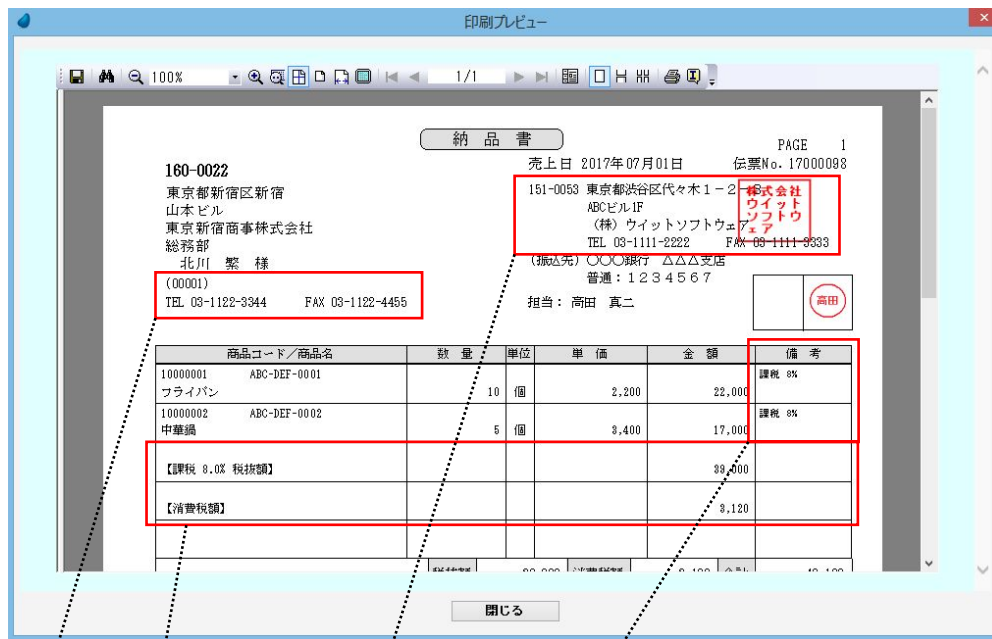 印刷プレビュー
100%
1/1
納 品 書
PAGE 1
売上日 2017年07月01日 伝票No. 17000098
160-0022
東京都新宿区新宿
山本ビル
東京新宿商事株式会社
総務部
北川 繁 様
(00001)
TEL 03-1122-3344 FAX 03-1122-4455
151-0053 東京都渋谷区代々木1-2-3
ABCビル1F
(株) ウイットソフトウェア
TEL 03-1111-2222 FAX 03-1111-3333
株式会社
ウイット
ソフトウ
ェア
(振込先) 〇〇〇銀行 △△△支店
普通:1234567
担当: 高田 真二
高田
商品コード/商品名 数 量 単位 単 価 金 額 備 考
10000001 ABC-DEF-0001 課税 8%
フライパン 10 個 2,200 22,000
10000002 ABC-DEF-0002 課税 8%
中華鍋 5 個 3,400 17,000
【課税 8.0% 税抜額】 39,000
【消費税額】 3,120
閉じる